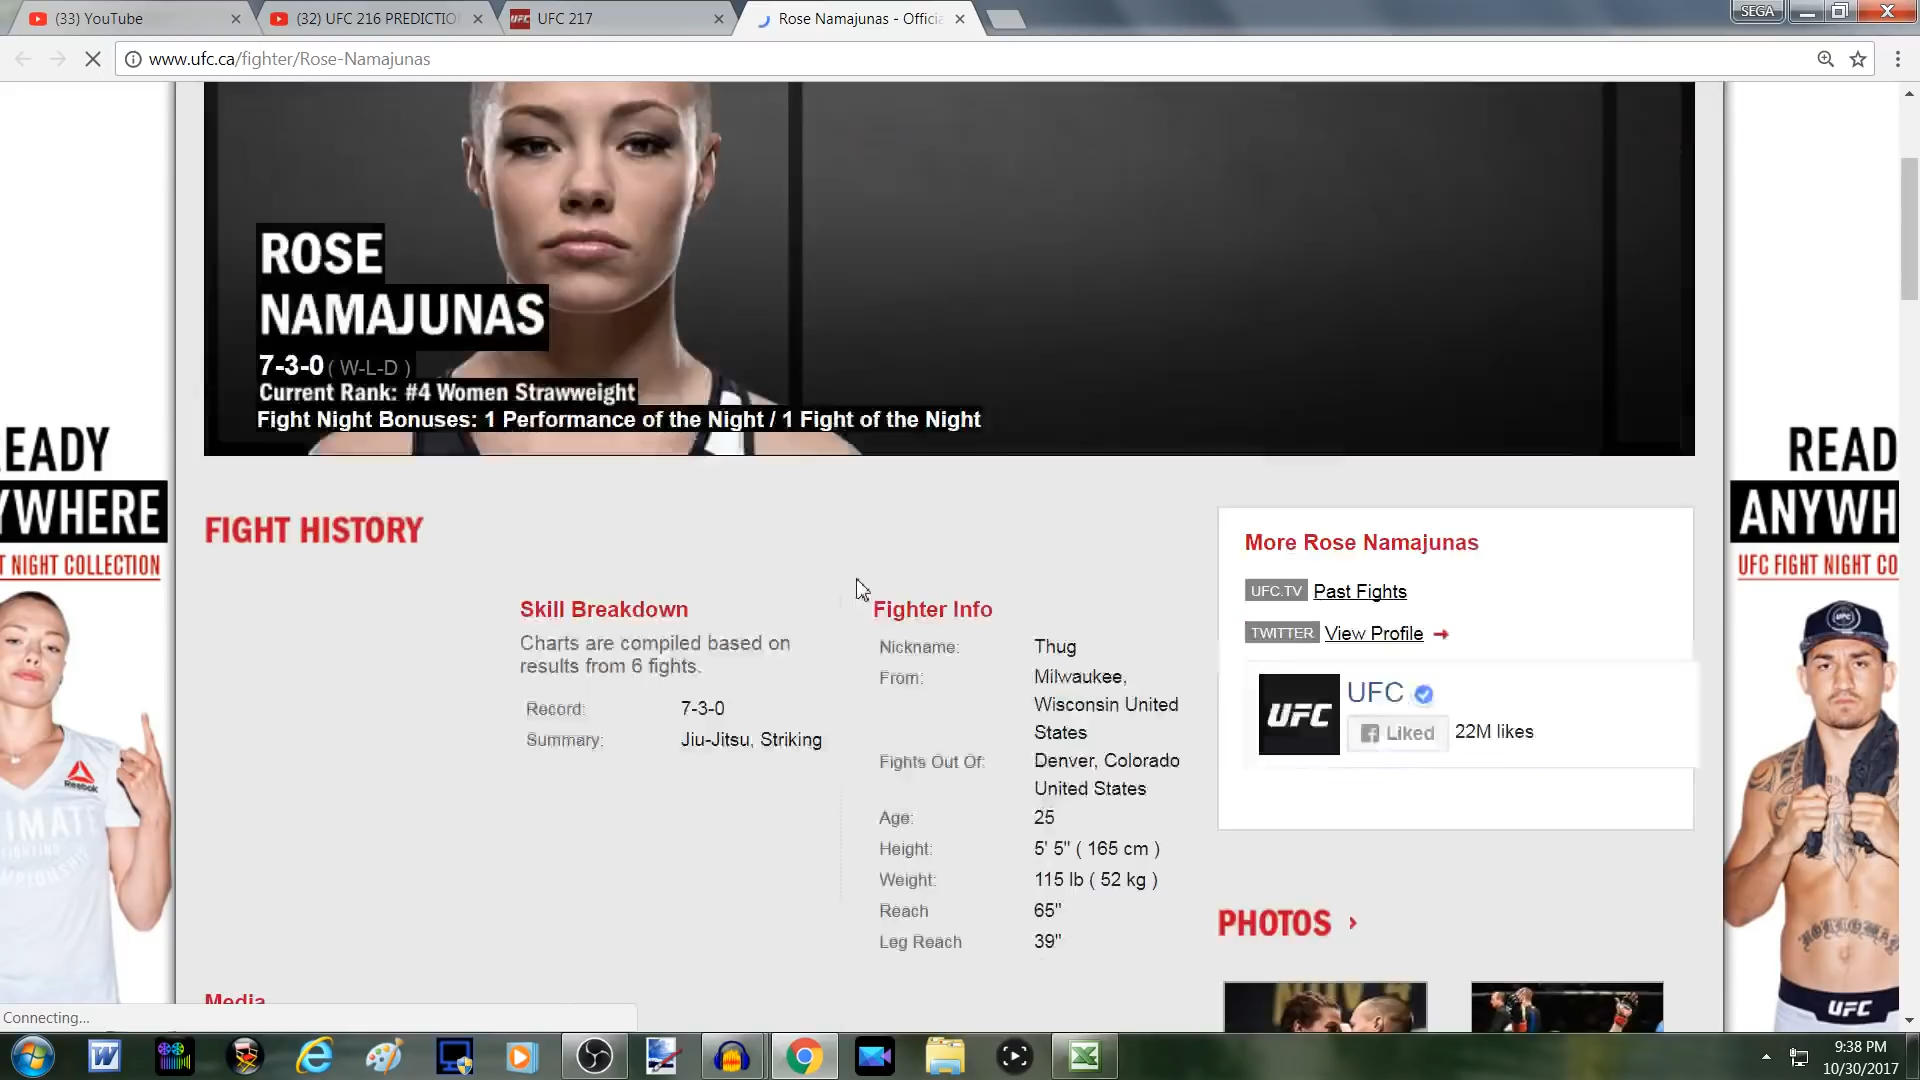 (33) YouTube
(32) UFC 216 PREDICTIO
UFC 217
Rose Namajunas - Officia
SEGA
www.ufc.ca/fighter/Rose-Namajunas
ROSE
NAMAJUNAS
7-3-0 ( W-L-D )
Current Rank: #4 Women Strawweight
Fight Night Bonuses: 1 Performance of the Night / 1 Fight of the Night
EADY
YWHERE
T NIGHT COLLECTION
READ
ANYWH
UFC FIGHT NIGHT CO
FIGHT HISTORY
Skill Breakdown
Charts are compiled based on
results from 6 fights.
Record: 7-3-0
Summary: Jiu-Jitsu, Striking
Fighter Info
Nickname: Thug
From: Milwaukee,
Wisconsin United
States
Fights Out Of: Denver, Colorado
United States
Age: 25
Height: 5' 5" ( 165 cm )
Weight: 115 lb ( 52 kg )
Reach 65"
Leg Reach 39"
More Rose Namajunas
UFC.TV Past Fights
TWITTER View Profile
UFC
UFC
Liked 22M likes
PHOTOS
Media
Reebok
UFC
Connecting...
9:38 PM
10/30/2017